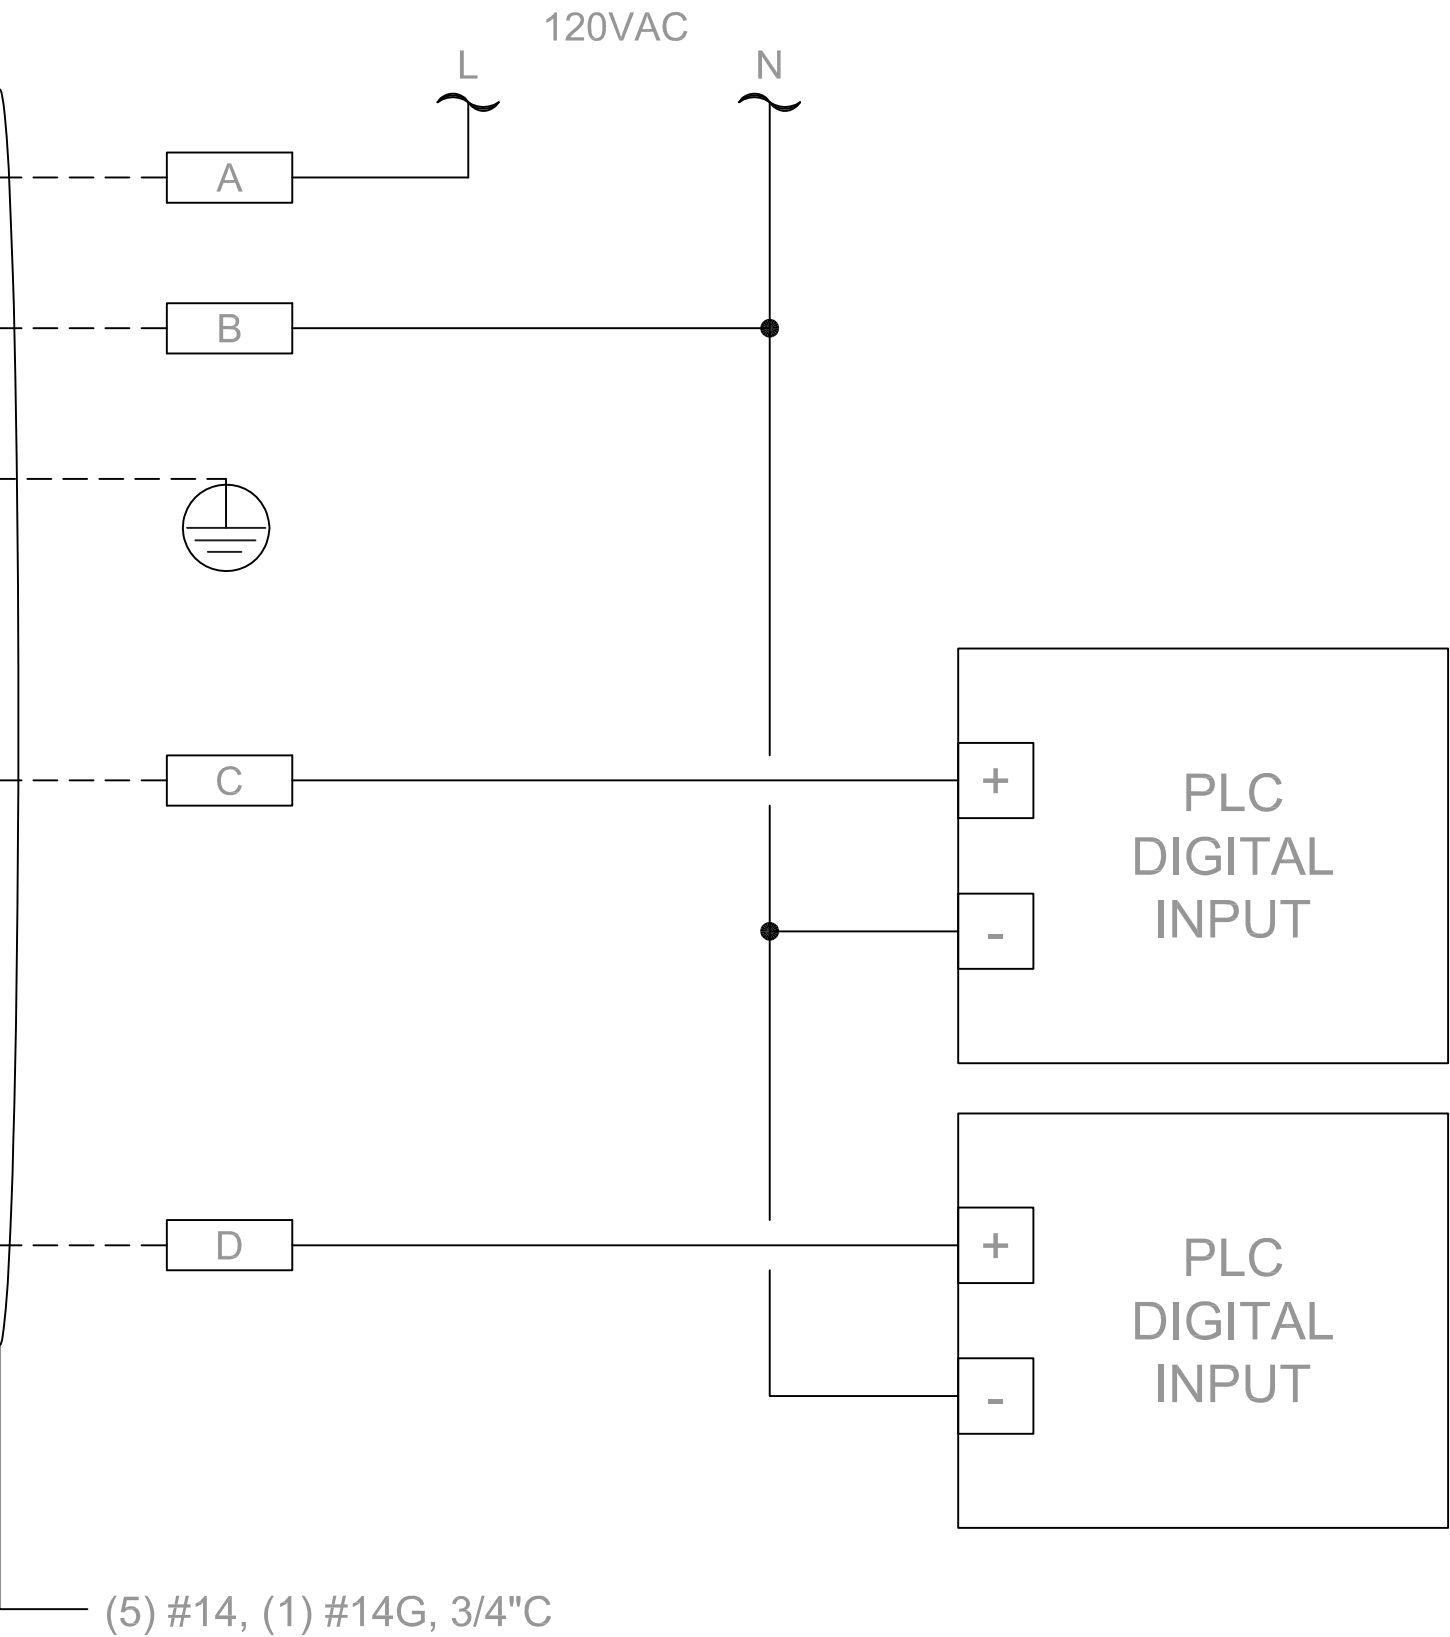 120VAC
L
N
A
B
C
+
PLC
DIGITAL
INPUT
-
D
+
PLC
DIGITAL
INPUT
-
(5) #14, (1) #14G, 3/4"C